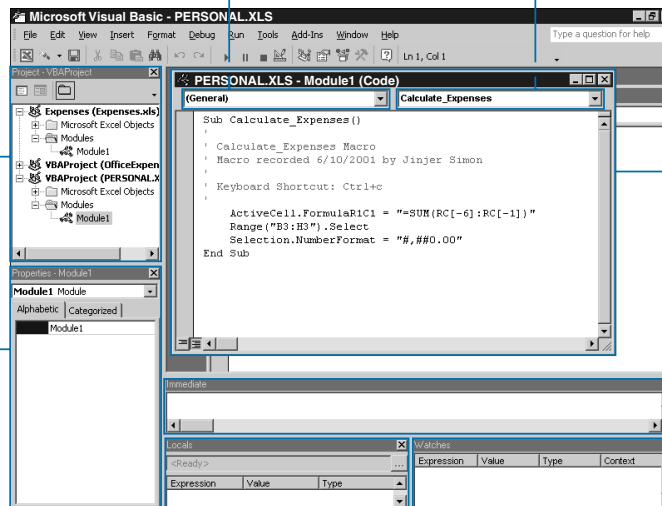 Microsoft Visual Basic - PERSONAL.XLS
File Edit View Insert Format Debug Run Tools Add-Ins Window Help
Type a question for help
Ln 1, Col 1
Project - VBAProject
Expenses (Expenses.xls)
Microsoft Excel Objects
Modules
Module1
VBAProject (OfficeExpen
VBAProject (PERSONAL.X
Microsoft Excel Objects
Modules
Module1
PERSONAL.XLS - Module1 (Code)
(General)
Calculate_Expenses
Sub Calculate_Expenses()
'
' Calculate_Expenses Macro
' Macro recorded 6/10/2001 by Jinjer Simon
'
' Keyboard Shortcut: Ctrl+c
'
ActiveCell.FormulaR1C1 = "=SUM(RC[-6]:RC[-1])"
Range("B3:H3").Select
Selection.NumberFormat = "#,##0.00"
End Sub
Properties - Module1
Module1 Module
Alphabetic Categorized
Module1
Immediate
Locals
<Ready>
...
Expression Value Type
Watches
Expression Value Type Context